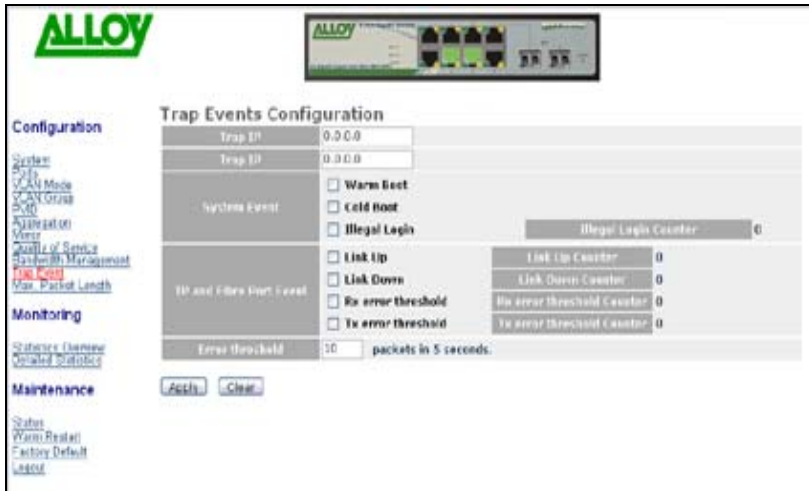 ALLOY
ALLOY
Trap Events Configuration
Configuration
Trap IP 0.0.0.0
Trap IP 0.0.0.0
System Event
Warm Boot
Cold Boot
Illegal Login
Illegal Login Counter 0
TP and Fibre Port Event
Link Up
Link Up Counter 0
Link Down
Link Down Counter 0
Rx error threshold
Rx error threshold Counter 0
Tx error threshold
Tx error threshold Counter 0
Error threshold 10 packets in 5 seconds.
Apply Clear
System
Ports
VLAN Mode
VLAN Group
PVID
Aggregation
Mirror
Quality of Service
Bandwidth Management
Trap Event
Max. Packet Length
Monitoring
Statistics Overview
Detailed Statistics
Maintenance
Status
Warm Restart
Factory Default
Logout